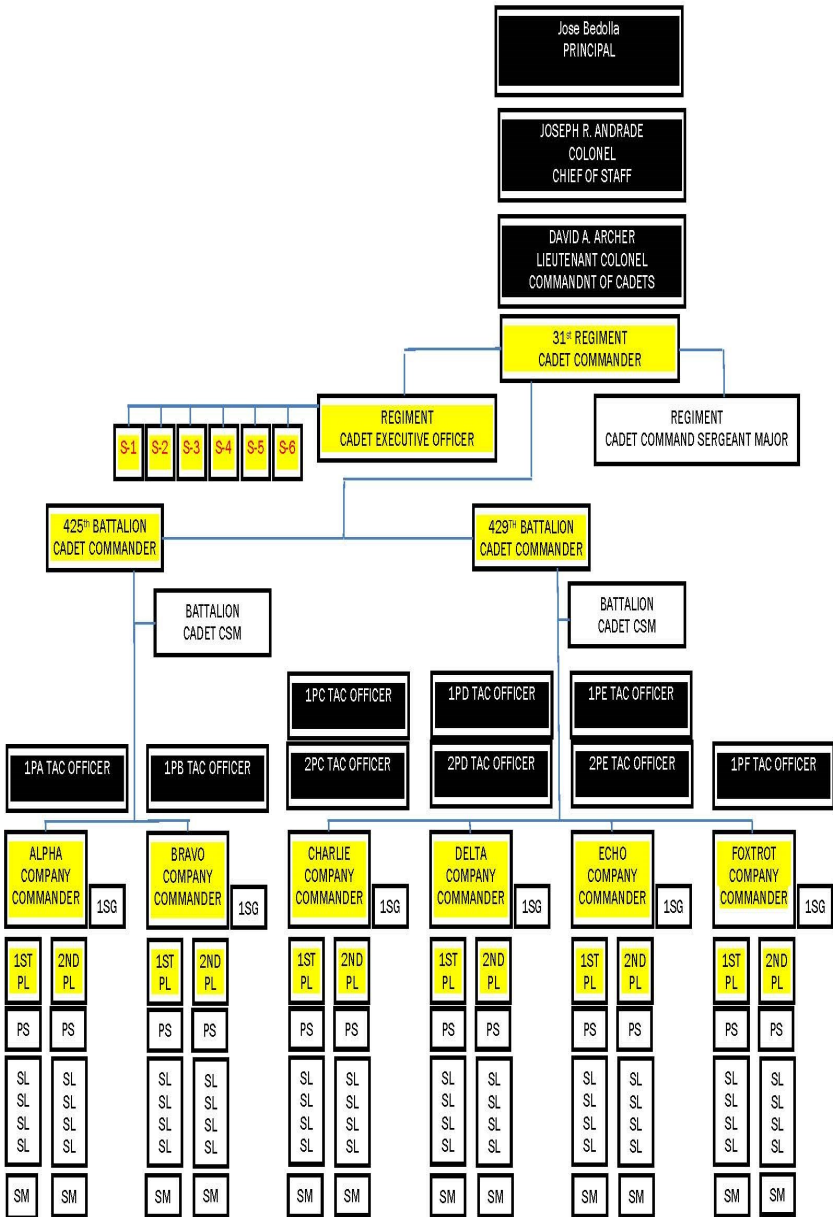 Jose Bedolla
PRINCIPAL
JOSEPH R. ANDRADE
COLONEL
CHIEF OF STAFF
DAVID A. ARCHER
LIEUTENANT COLONEL
COMMANDNT OF CADETS
31st REGIMENT
CADET COMMANDER
REGIMENT
CADET EXECUTIVE OFFICER
REGIMENT
CADET COMMAND SERGEANT MAJOR
S-1 S-2 S-3 S-4 S-5 S-6
425th BATTALION
CADET COMMANDER
429TH BATTALION
CADET COMMANDER
BATTALION
CADET CSM
BATTALION
CADET CSM
1PC TAC OFFICER 1PD TAC OFFICER 1PE TAC OFFICER
1PA TAC OFFICER 1PB TAC OFFICER 2PC TAC OFFICER 2PD TAC OFFICER 2PE TAC OFFICER 1PF TAC OFFICER
ALPHA
COMPANY
COMMANDER
1SG
BRAVO
COMPANY
COMMANDER
1SG
CHARLIE
COMPANY
COMMANDER
1SG
DELTA
COMPANY
COMMANDER
1SG
ECHO
COMPANY
COMMANDER
1SG
FOXTROT
COMPANY
COMMANDER
1SG
1ST 2ND 1ST 2ND 1ST 2ND 1ST 2ND 1ST 2ND 1ST 2ND
PL PL PL PL PL PL PL PL PL PL PL PL
PS PS PS PS PS PS PS PS PS PS PS PS
SL SL SL SL SL SL SL SL SL SL SL SL
SL SL SL SL SL SL SL SL SL SL SL SL
SL SL SL SL SL SL SL SL SL SL SL SL
SL SL SL SL SL SL SL SL SL SL SL SL
SM SM SM SM SM SM SM SM SM SM SM SM